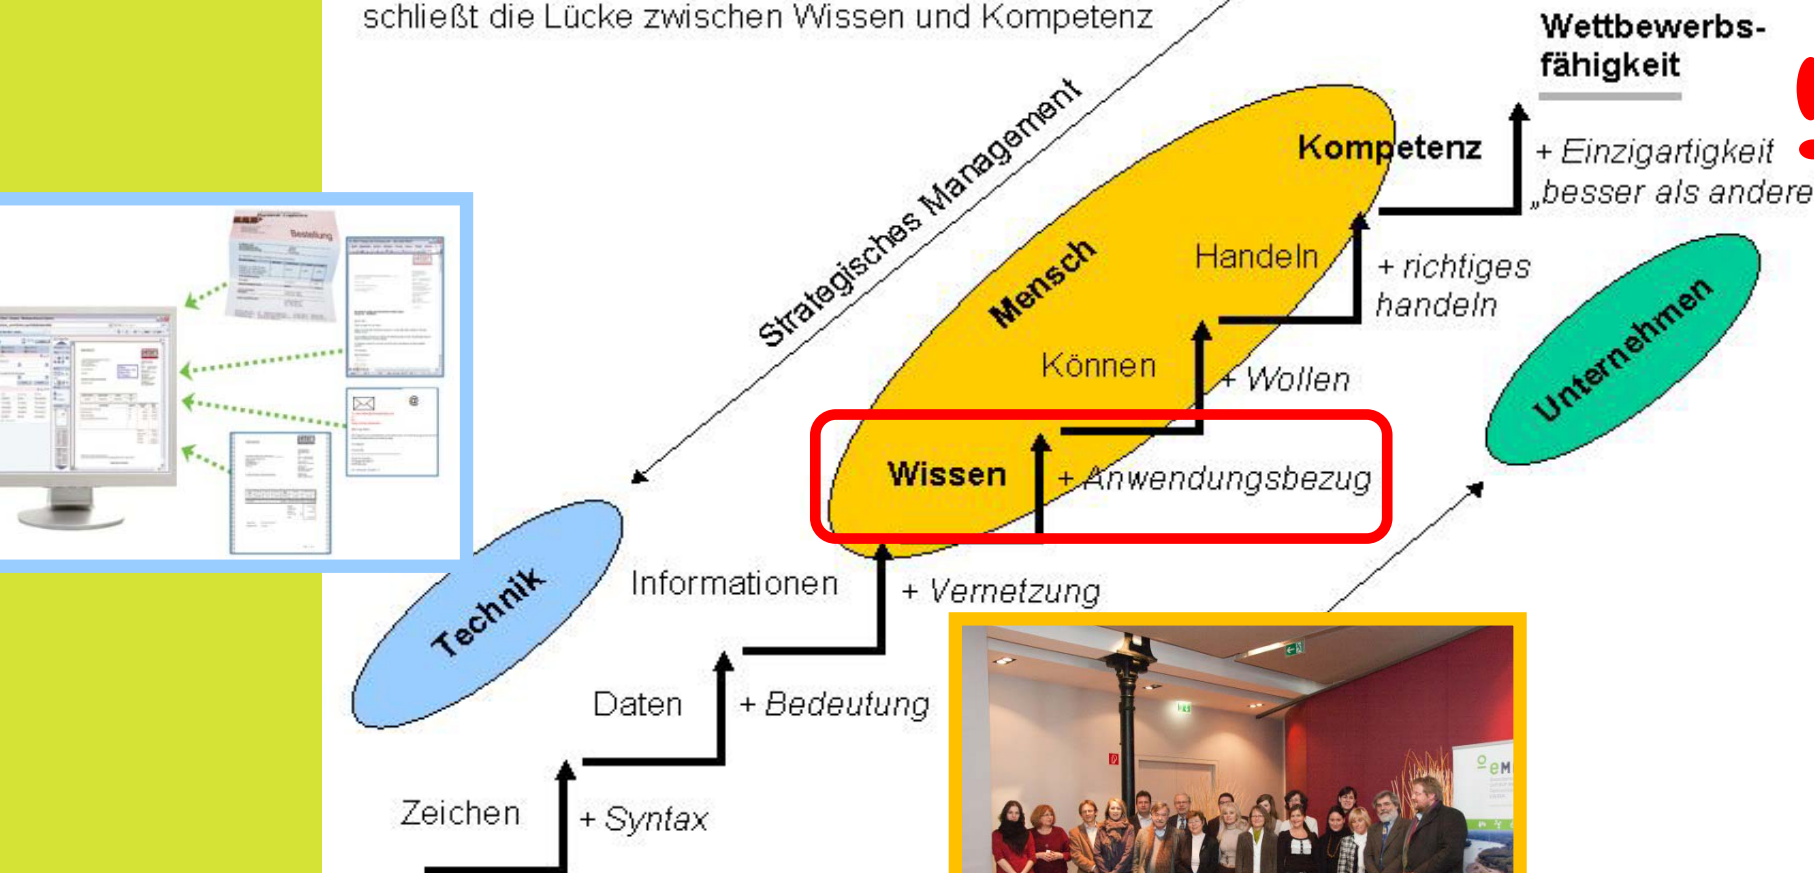 schließt die Lücke zwischen Wissen und Kompetenz
Wettbewerbs-
fähigkeit
+ Einzigartigkeit
„besser als andere
Kompetenz
Strategisches Management
Mensch
Handeln
+ richtiges
handeln
Unternehmen
Können
+ Wollen
Wissen
+ Anwendungsbezug
Bestellung
@
Technik
Informationen
+ Vernetzung
Daten
+ Bedeutung
Zeichen
+ Syntax
eM